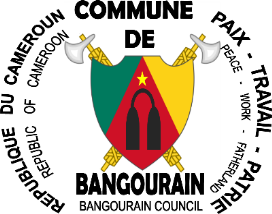 COMMUNE
DE
REPUBLIQUE DU CAMEROUN
REPUBLIC OF CAMEROON
PAIX - TRAVAIL - PATRIE
PEACE - WORK - FATHERLAND
BANGOURAIN
BANGOURAIN COUNCIL